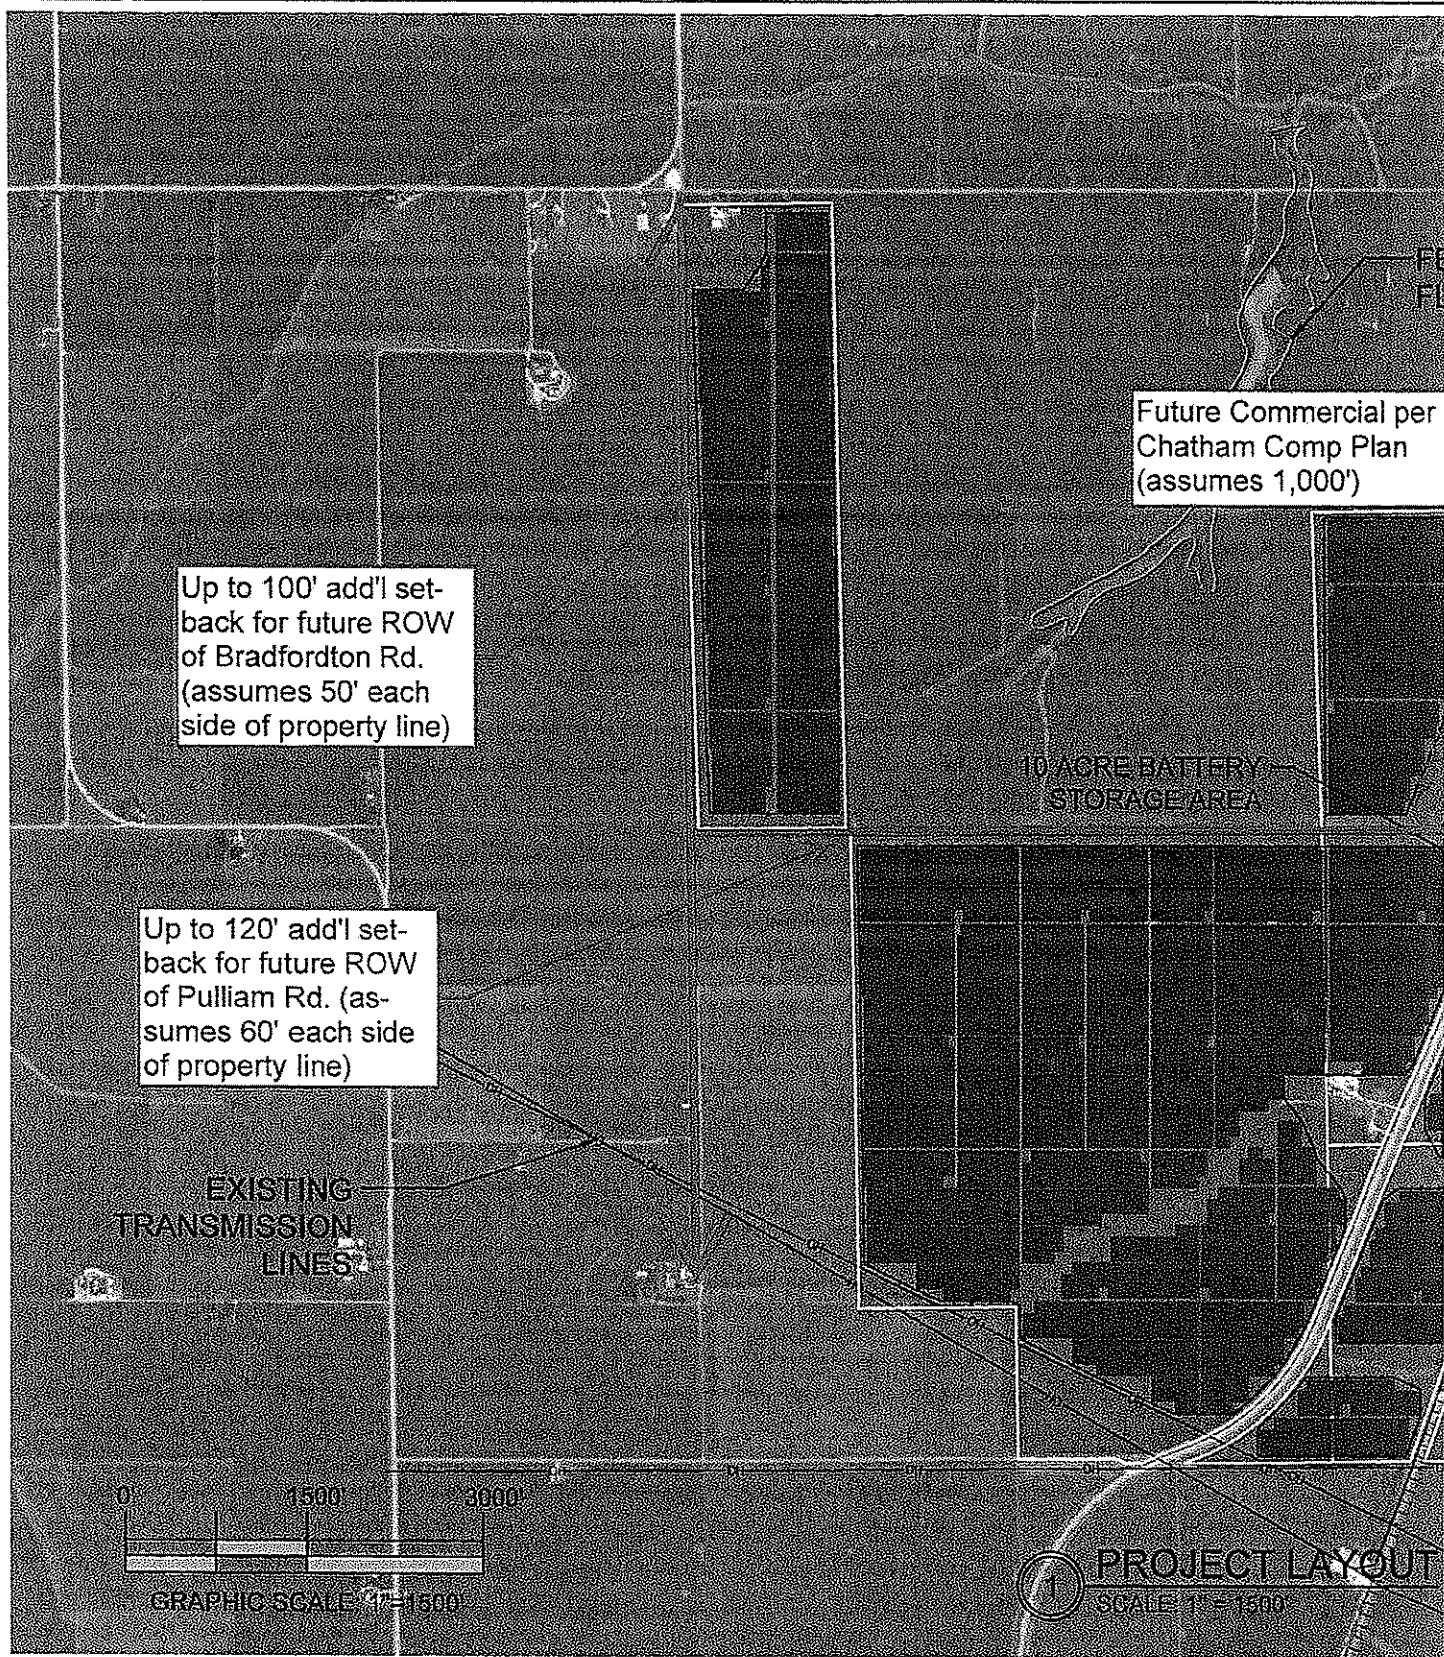 FE
FL
Future Commercial per
Chatham Comp Plan
(assumes 1,000')
Up to 100' add'l set-
back for future ROW
of Bradfordton Rd.
(assumes 50' each
side of property line)
10 ACRE BATTERY
STORAGE AREA
Up to 120' add'l set-
back for future ROW
of Pulliam Rd. (as-
sumes 60' each side
of property line)
EXISTING
TRANSMISSION
LINES
0' 1500' 3000'
GRAPHIC SCALE 1"=1500'
1 PROJECT LAYOUT
SCALE: 1" = 1500'